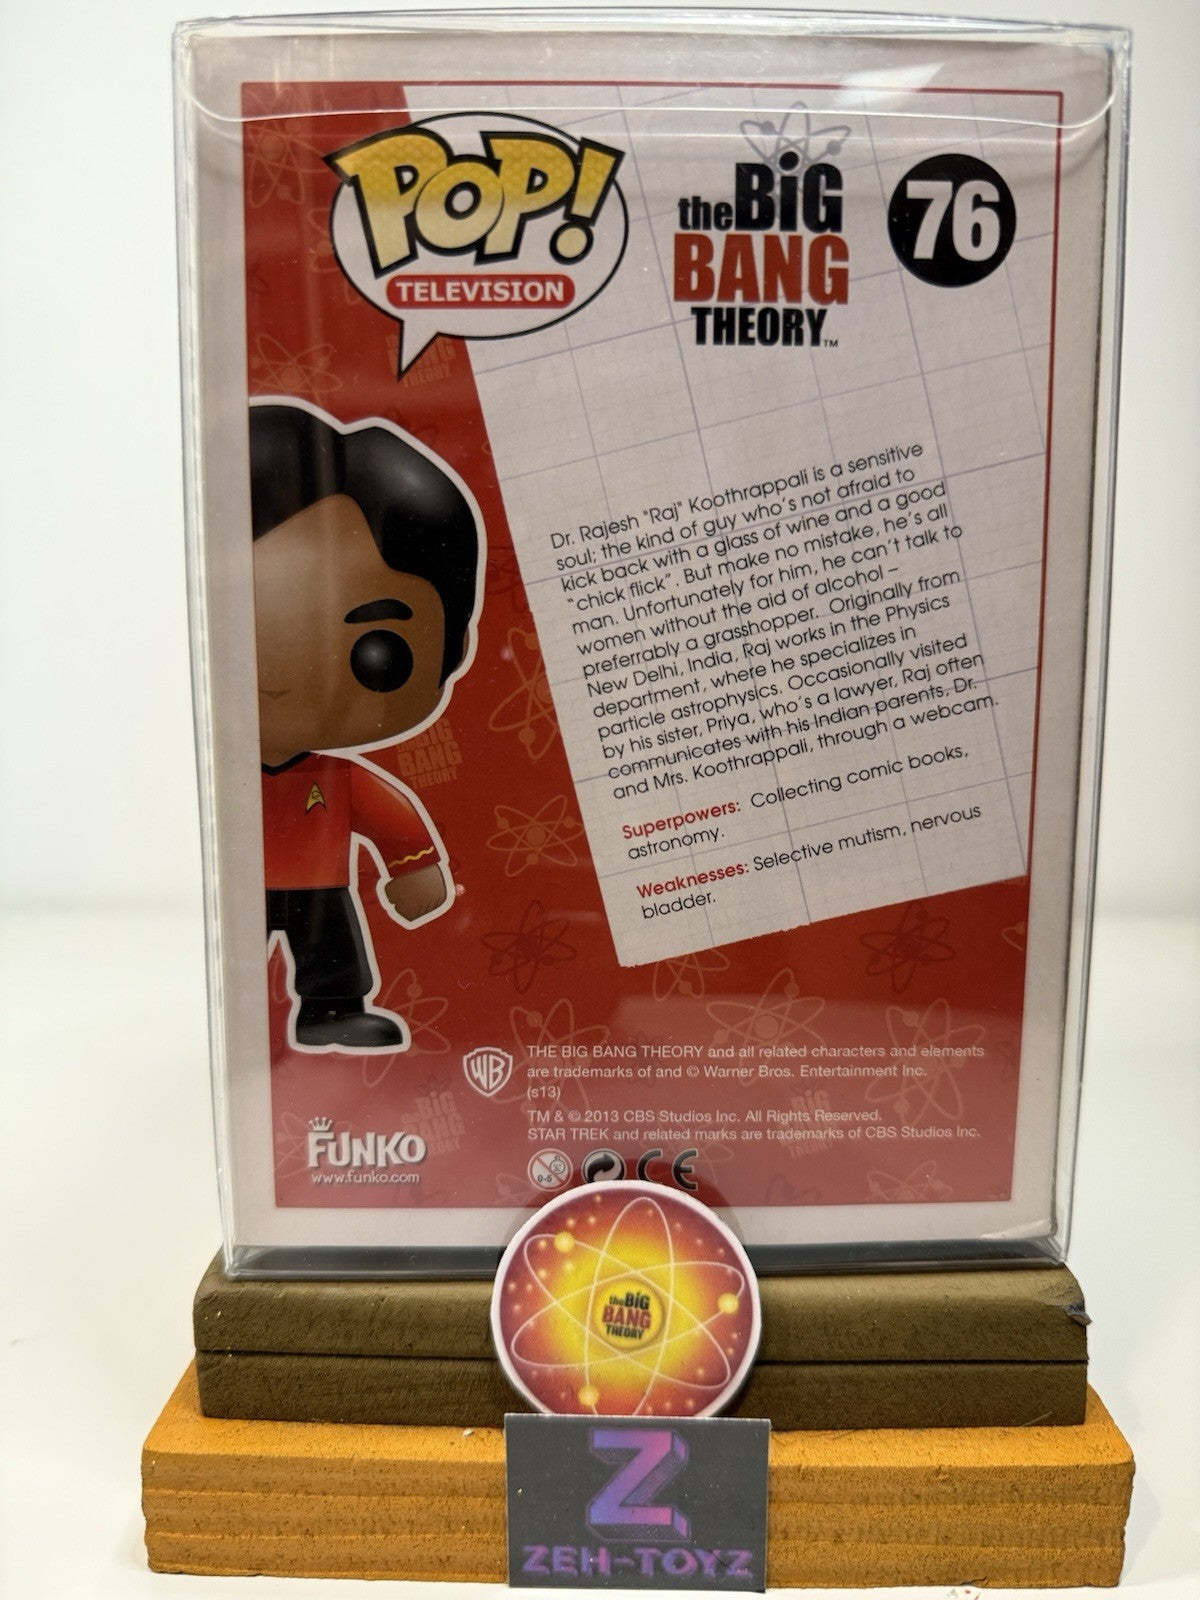 POP!
TELEVISION
the BiG
BANG
THEORY™
76
Dr. Rajesh "Raj" Koothrappali is a sensitive
soul; the kind of guy who's not afraid to
kick back with a glass of wine and a good
"chick flick". But make no mistake, he's all
man. Unfortunately for him, he can't talk to
women without the aid of alcohol –
preferrably a grasshopper. Originally from
New Delhi, India, Raj works in the Physics
department, where he specializes in
particle astrophysics. Occasionally visited
by his sister, Priya, who's a lawyer, Raj often
communicates with his Indian parents, Dr.
and Mrs. Koothrappali, through a webcam.
Superpowers: Collecting comic books,
astronomy.
Weaknesses: Selective mutism, nervous
bladder.
WB
THE BIG BANG THEORY and all related characters and elements
are trademarks of and © Warner Bros. Entertainment Inc.
(s13)
TM & © 2013 CBS Studios Inc. All Rights Reserved.
STAR TREK and related marks are trademarks of CBS Studios Inc.
FUNKO
www.funko.com
0-3
CE
the BiG
BANG
THEORY
Z
ZEH-TOYZ